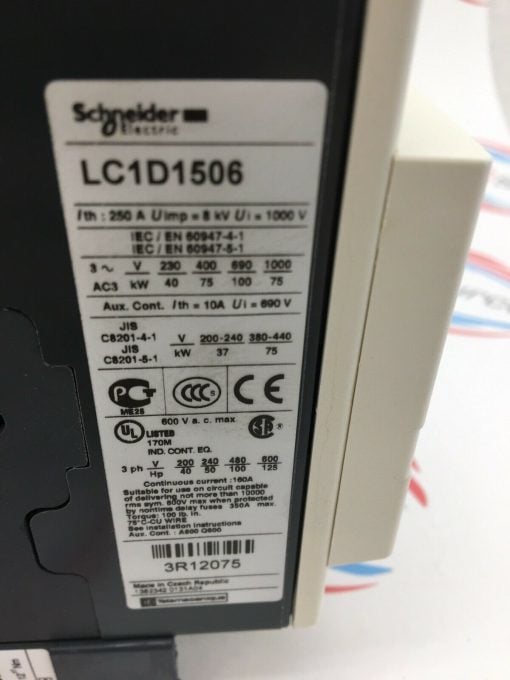 Schneider
Electric
LC1D1506
Ith : 250 A Uimp = 8 kV Ui = 1000 V
IEC / EN 60947-4-1
IEC / EN 60947-5-1
3 ~ V 230 400 690 1000
AC3 kW 40 75 100 75
Aux. Cont. Ith = 10A Ui = 690 V
JIS
C8201-4-1 V 200-240 380-440
JIS
C8201-5-1 kW 37 75
ME25
CCC CE
600 V a. c. max
UL LISTED
170M
IND. CONT. EQ.
3 ph V 200 240 480 600
Hp 40 50 100 125
Continuous current :160A
Suitable for use on circuit capable
of delivering not more than 10000
rms sym. 600V max when protected
by nontime delay fuses 350A max.
Torque: 100 lb. in.
75°C-CU WIRE
See installation instructions
Aux. Cont. : A600 Q600
3R12075
Made in Czech Republic
Telemecanique